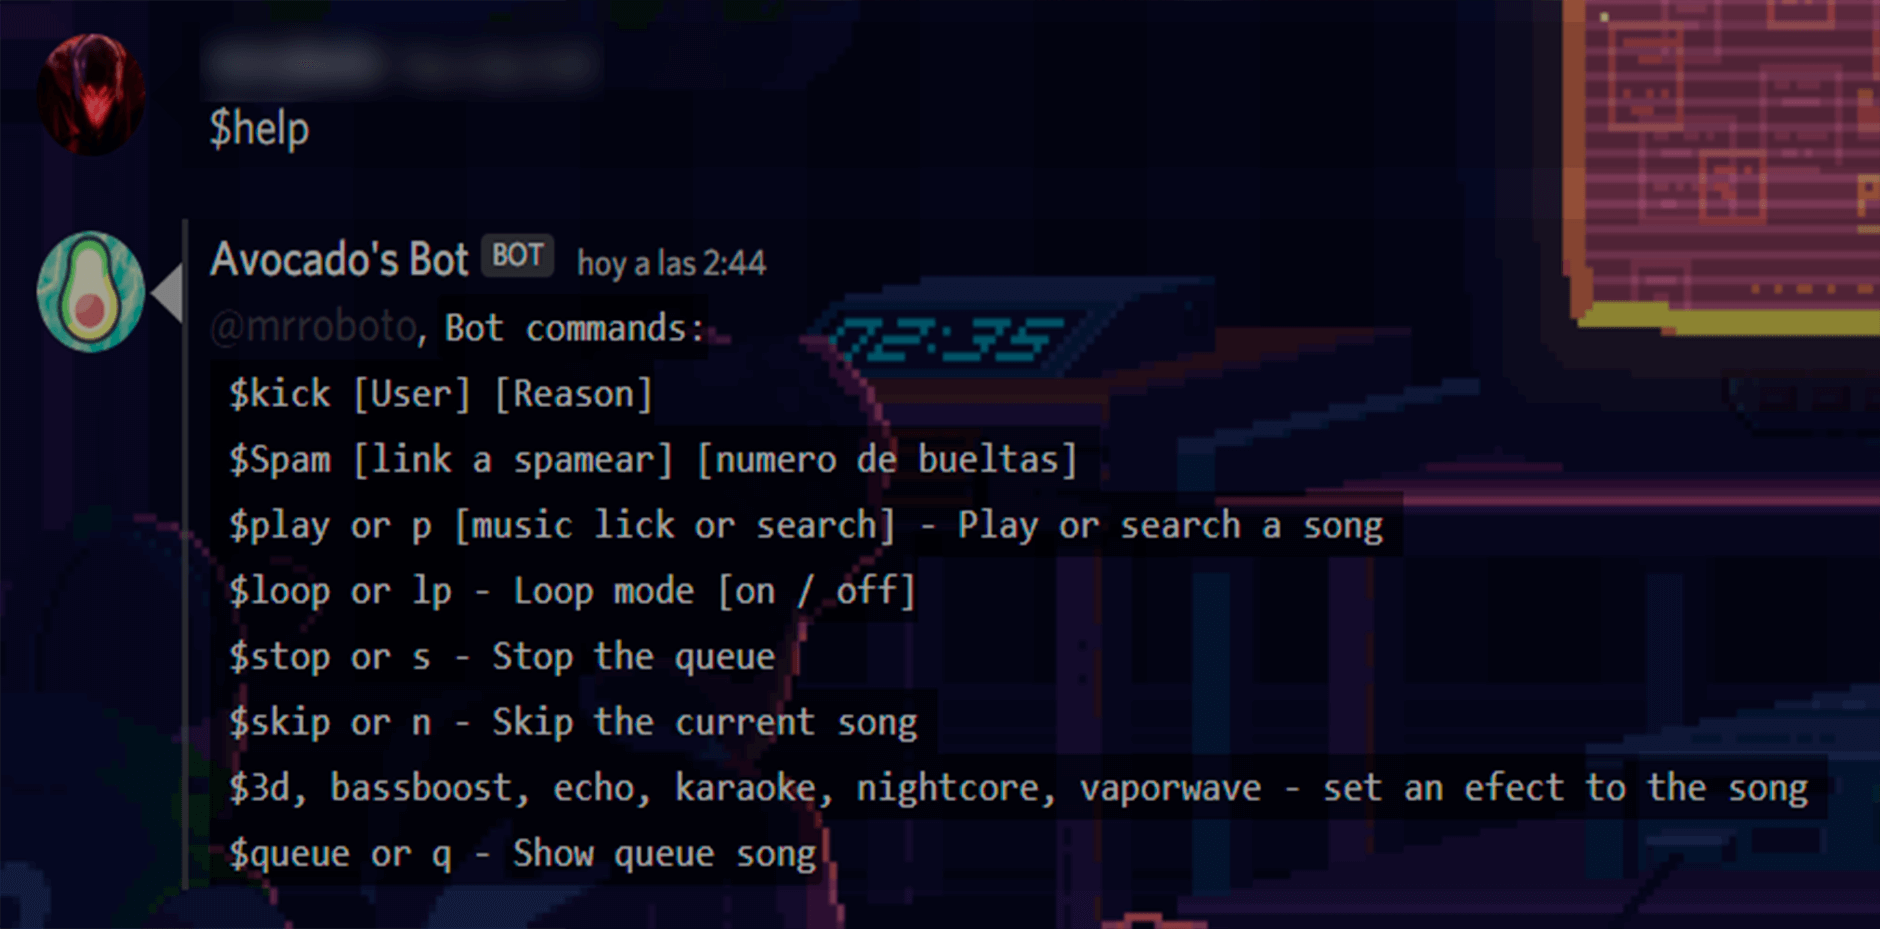 $help
Avocado's Bot BOT hoy a las 2:44
@mrroboto, Bot commands:
$kick [User] [Reason]
$Spam [link a spamear] [numero de bueltas]
$play or p [music lick or search] - Play or search a song
$loop or lp - Loop mode [on / off]
$stop or s - Stop the queue
$skip or n - Skip the current song
$3d, bassboost, echo, karaoke, nightcore, vaporwave - set an efect to the song
$queue or q - Show queue song